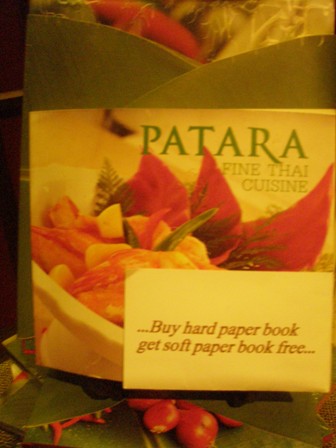 PATARA
FINE THAI
CUISINE
...Buy hard paper book
get soft paper book free...